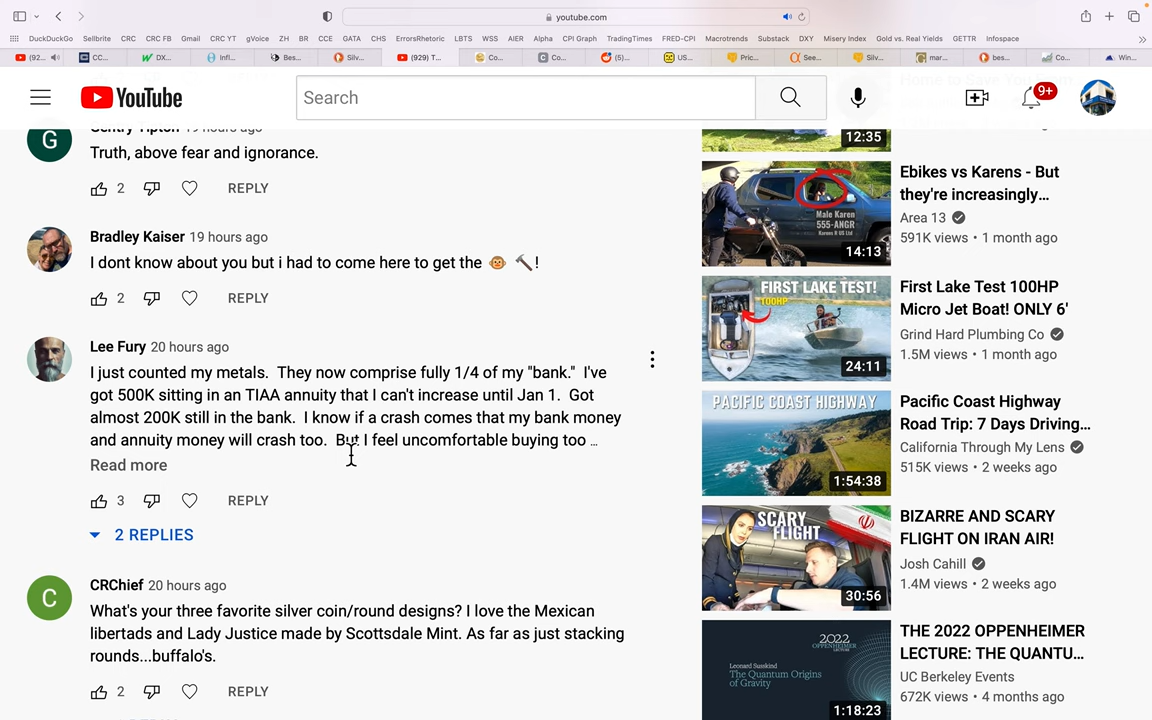 youtube.com
DuckDuckGo Sellbrite CRC CRC FB Gmail CRC YT gVoice ZH BR CCE GATA CHS ErrorsRhetoric LBTS WSS AIER Alpha CPI Graph TradingTimes FRED-CPI Macrotrends Substack DXY Misery Index Gold vs. Real Yields GETTR Infospace
(92... CC... DX... Infl... Bes... Silv... (929) T... Co... Co... (5)... US... Pric... See... Silv... mar... bes... Co... Win...
YouTube
Search
9+
Gentry Tipton 19 hours ago
Truth, above fear and ignorance.
2 REPLY
Bradley Kaiser 19 hours ago
I dont know about you but i had to come here to get the 🐵 🔨!
2 REPLY
Lee Fury 20 hours ago
I just counted my metals. They now comprise fully 1/4 of my "bank." I've
got 500K sitting in an TIAA annuity that I can't increase until Jan 1. Got
almost 200K still in the bank. I know if a crash comes that my bank money
and annuity money will crash too. But I feel uncomfortable buying too ...
Read more
3 REPLY
2 REPLIES
CRChief 20 hours ago
What's your three favorite silver coin/round designs? I love the Mexican
libertads and Lady Justice made by Scottsdale Mint. As far as just stacking
rounds...buffalo's.
2 REPLY
12:35
Male Karen
555-ANGR
Karens R US Ltd
14:13
Ebikes vs Karens - But
they're increasingly...
Area 13
591K views • 1 month ago
FIRST LAKE TEST!
100HP
24:11
First Lake Test 100HP
Micro Jet Boat! ONLY 6'
Grind Hard Plumbing Co
1.5M views • 1 month ago
PACIFIC COAST HIGHWAY
1:54:38
Pacific Coast Highway
Road Trip: 7 Days Driving...
California Through My Lens
515K views • 2 weeks ago
SCARY
FLIGHT
30:56
BIZARRE AND SCARY
FLIGHT ON IRAN AIR!
Josh Cahill
1.4M views • 2 weeks ago
2022
OPPENHEIMER
LECTURE
Leonard Susskind
The Quantum Origins
of Gravity
1:18:23
THE 2022 OPPENHEIMER
LECTURE: THE QUANTU...
UC Berkeley Events
672K views • 4 months ago